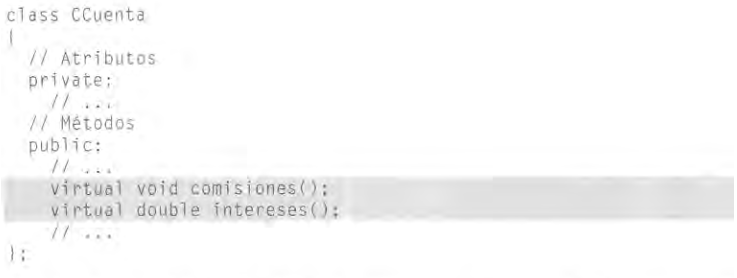 class CCuenta
{
  // Atributos
  private:
    // ...
  // Métodos
  public:
    // ...
    virtual void comisiones();
    virtual double intereses();
    // ...
};